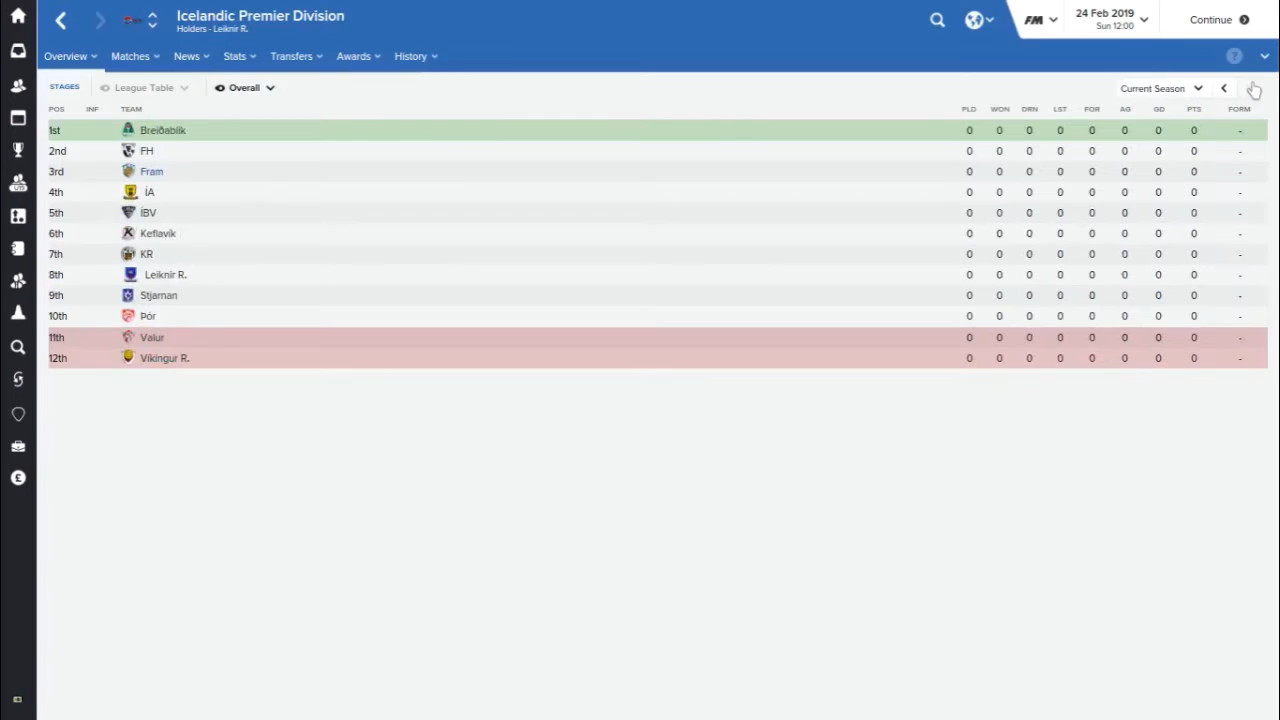 Icelandic Premier Division
Holders - Leiknir R.
FM
24 Feb 2019
Sun 12:00
Continue
Overview Matches News Stats Transfers Awards History
STAGES League Table Overall Current Season
POS INF TEAM PLD WON DRN LST FOR AG GD PTS FORM
1st Breiðablik 0 0 0 0 0 0 0 0 -
2nd FH 0 0 0 0 0 0 0 0 -
3rd Fram 0 0 0 0 0 0 0 0 -
4th ÍA 0 0 0 0 0 0 0 0 -
5th ÍBV 0 0 0 0 0 0 0 0 -
6th Keflavík 0 0 0 0 0 0 0 0 -
7th KR 0 0 0 0 0 0 0 0 -
8th Leiknir R. 0 0 0 0 0 0 0 0 -
9th Stjarnan 0 0 0 0 0 0 0 0 -
10th Þór 0 0 0 0 0 0 0 0 -
11th Valur 0 0 0 0 0 0 0 0 -
12th Víkingur R. 0 0 0 0 0 0 0 0 -